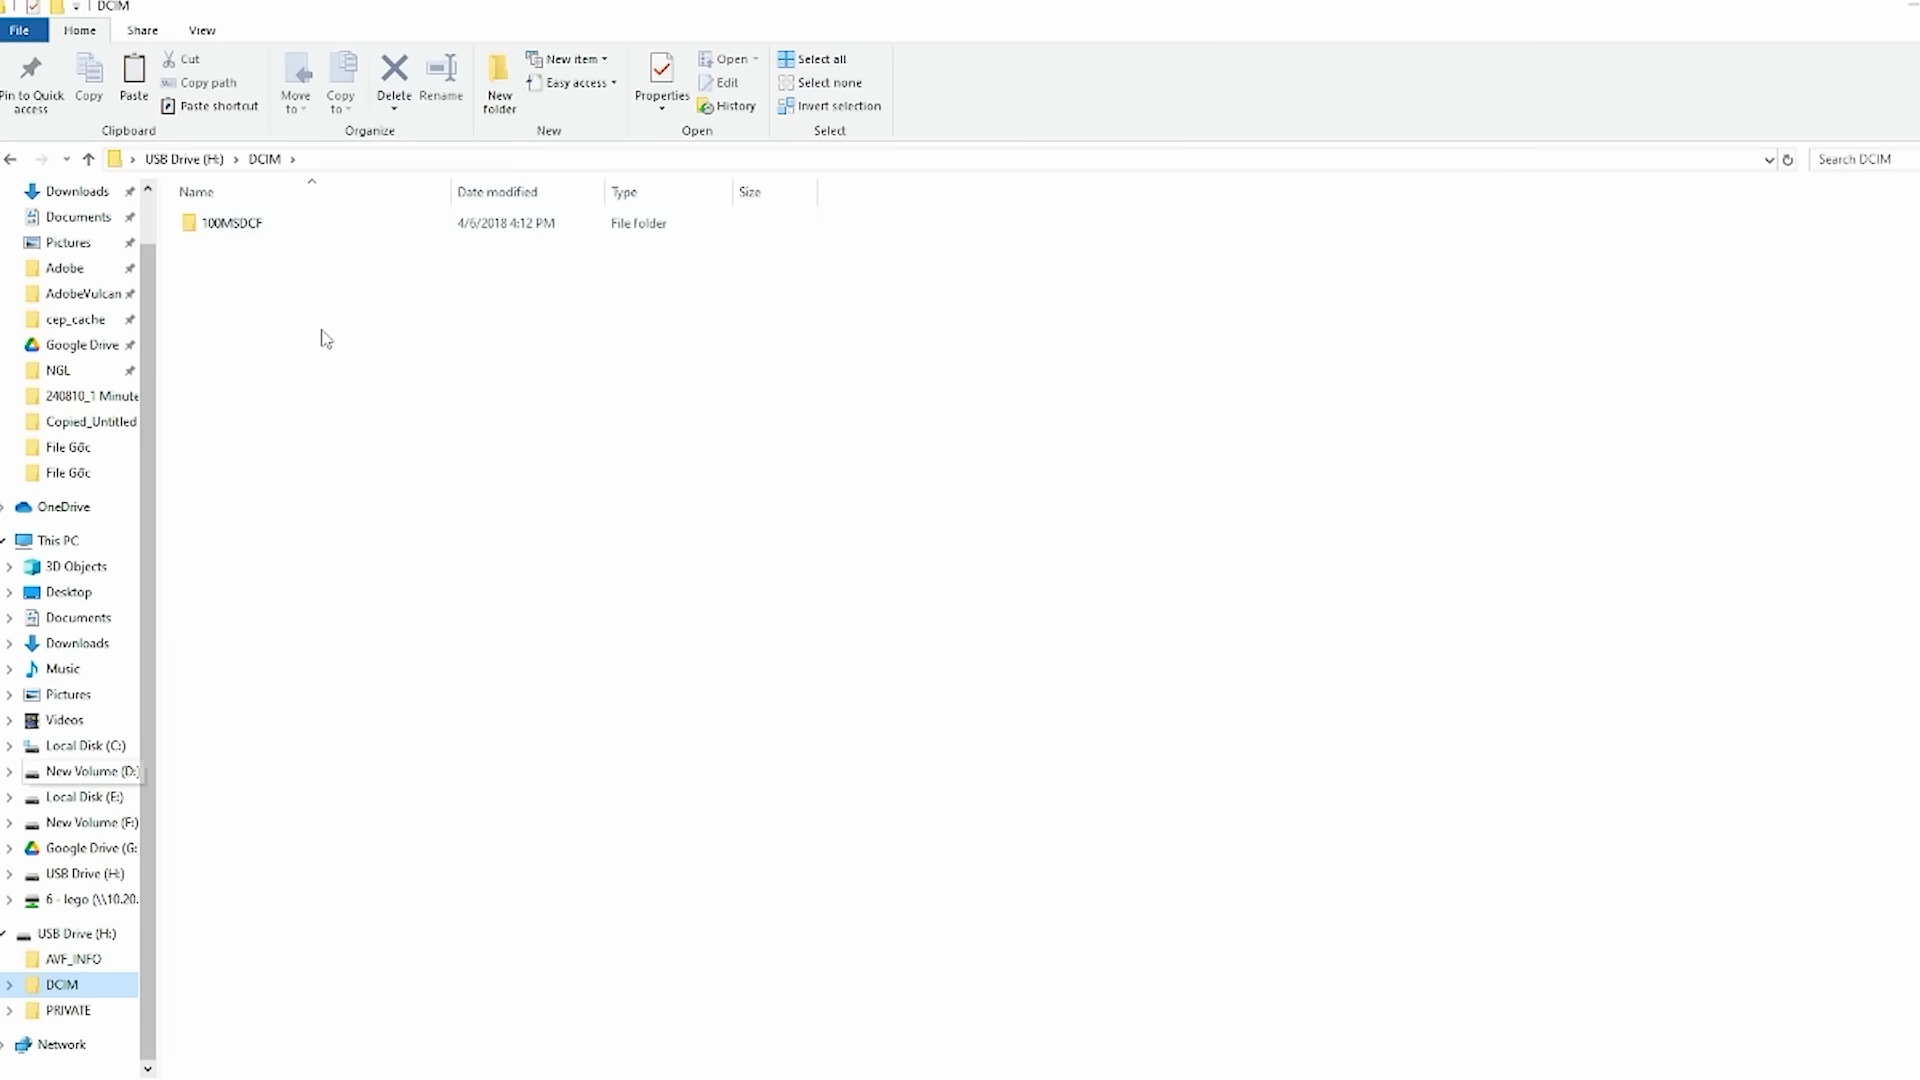 DCIM
File Home Share View
Pin to Quick access
Copy
Paste
Cut
Copy path
Paste shortcut
Clipboard
Move to
Copy to
Delete
Rename
Organize
New folder
New item
Easy access
New
Properties
Open
Edit
History
Open
Select all
Select none
Invert selection
Select
USB Drive (H:) DCIM
Search DCIM
Name Date modified Type Size
100MSDCF 4/6/2018 4:12 PM File folder
Downloads
Documents
Pictures
Adobe
AdobeVulcan
cep_cache
Google Drive
NGL
240810_1 Minute
Copied_Untitled
File Gốc
File Gốc
OneDrive
This PC
3D Objects
Desktop
Documents
Downloads
Music
Pictures
Videos
Local Disk (C:)
New Volume (D:)
Local Disk (E:)
New Volume (F:)
Google Drive (G:
USB Drive (H:)
6 - lego (\\10.20.
USB Drive (H:)
AVF_INFO
DCIM
PRIVATE
Network